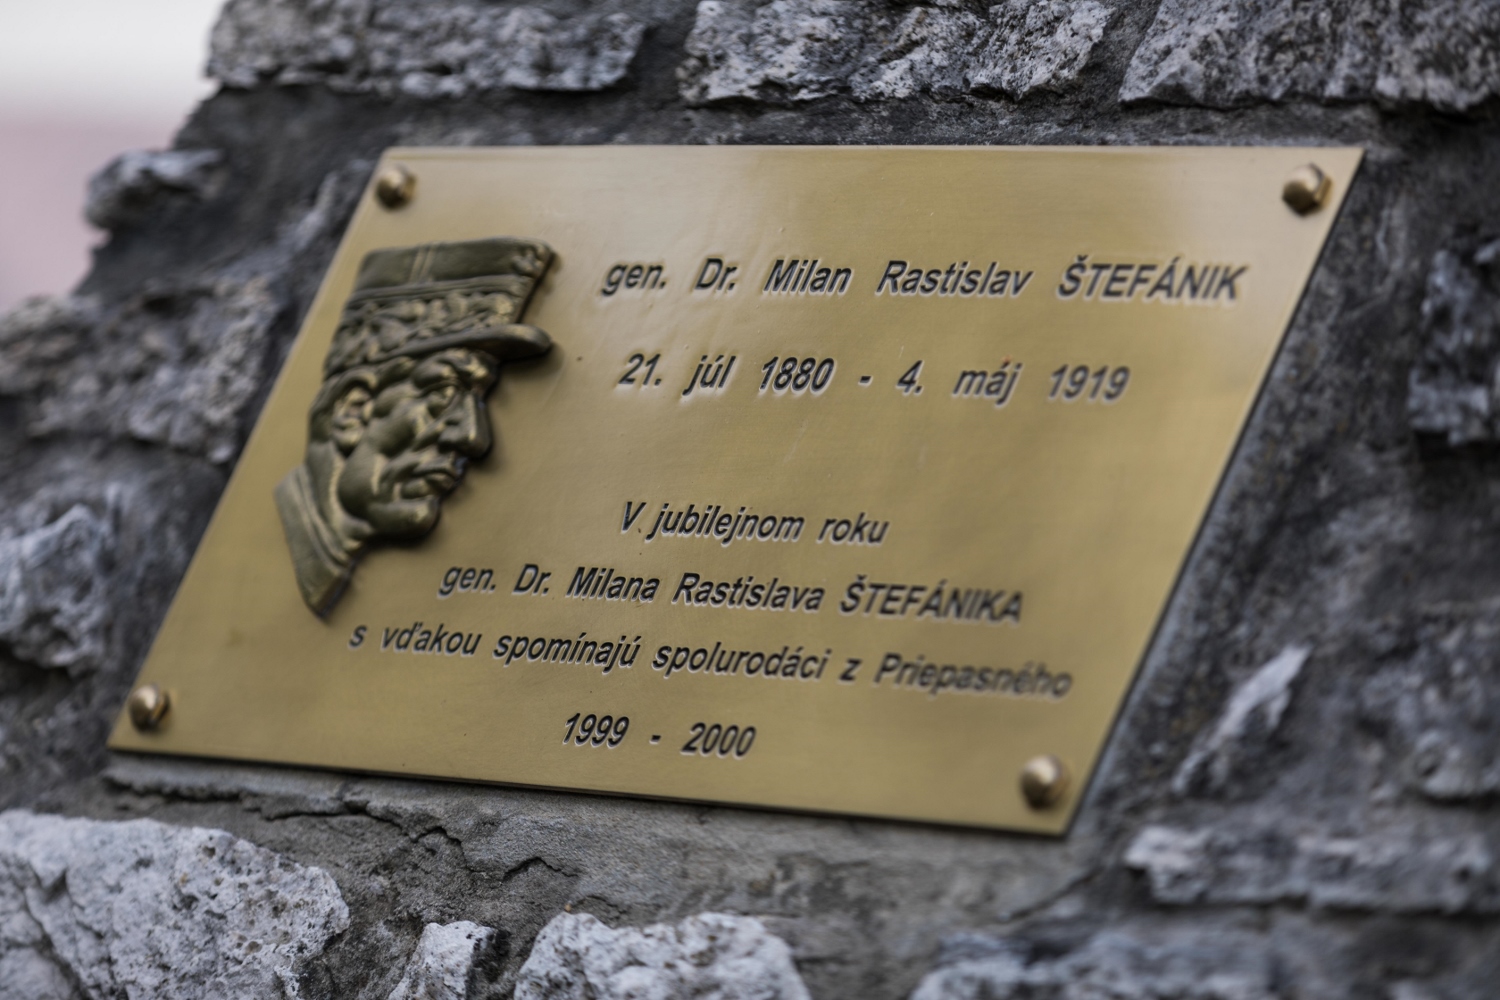 gen. Dr. Milan Rastislav ŠTEFÁNIK
21. júl 1880 - 4. máj 1919
V jubilejnom roku
gen. Dr. Milana Rastislava ŠTEFÁNIKA
s vďakou spomínajú spolurodáci z Priepasného
1999 - 2000